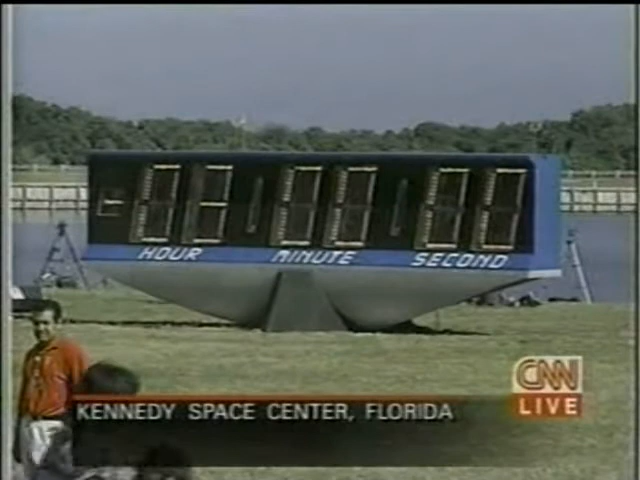 HOUR MINUTE SECOND
CNN
LIVE
KENNEDY SPACE CENTER, FLORIDA